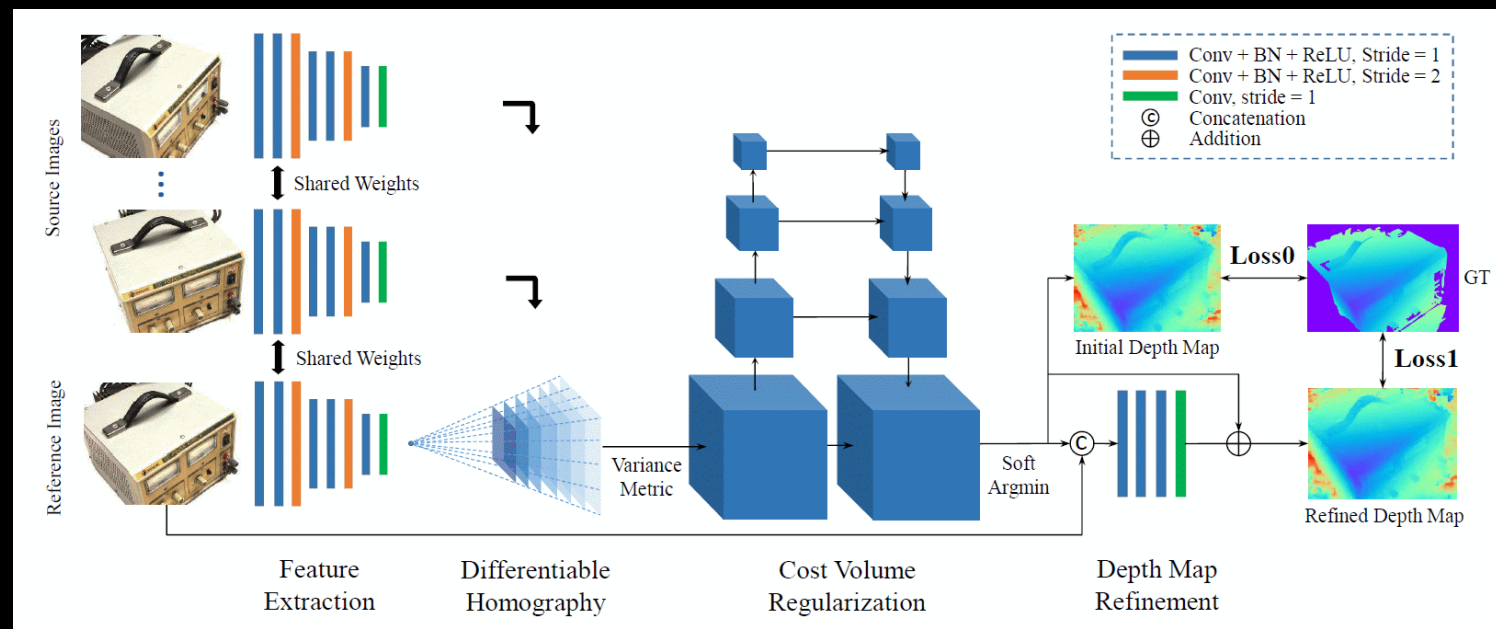 Source Images
Reference Image
Shared Weights
Shared Weights
Conv + BN + ReLU, Stride = 1
Conv + BN + ReLU, Stride = 2
Conv, stride = 1
C Concatenation
Addition
Variance
Metric
Soft
Argmin
C
Initial Depth Map
Loss0
GT
Loss1
Refined Depth Map
Feature
Extraction
Differentiable
Homography
Cost Volume
Regularization
Depth Map
Refinement